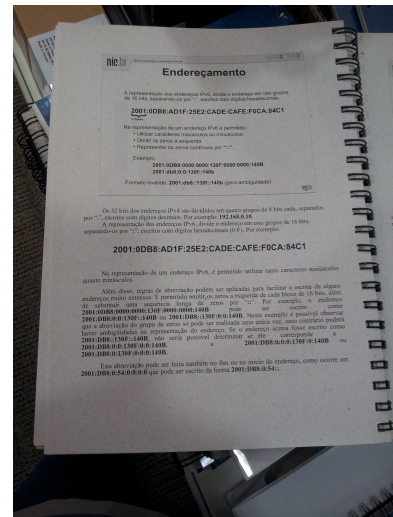 nic.br
Endereçamento
A representação dos endereços IPv6, divide o endereço em oito grupos
de 16 bits, separando-os por ":", escritos com dígitos hexadecimais.
2001:0DB8:AD1F:25E2:CADE:CAFE:F0CA:84C1
2 Bytes
Na representação de um endereço IPv6 é permitido:
• Utilizar caracteres maiúsculos ou minúsculos;
• Omitir os zeros à esquerda
• Representar os zeros contínuos por "::".
Exemplo:
2001:0DB8:0000:0000:130F:0000:0000:140B
2001:db8:0:0:130f::140b
Formato inválido: 2001:db8::130f::140b (gera ambiguidade)
Os 32 bits dos endereços IPv4 são divididos em quatro grupos de 8 bits cada, separados
por ".", escritos com dígitos decimais. Por exemplo: 192.168.0.10.
A representação dos endereços IPv6, divide o endereço em oito grupos de 16 bits,
separando-os por ":", escritos com dígitos hexadecimais (0-F). Por exemplo:
2001:0DB8:AD1F:25E2:CADE:CAFE:F0CA:84C1
Na representação de um endereço IPv6, é permitido utilizar tanto caracteres maiúsculos
quanto minúsculos.
Além disso, regras de abreviação podem ser aplicadas para facilitar a escrita de alguns
endereços muito extensos. É permitido omitir os zeros a esquerda de cada bloco de 16 bits, além
de substituir uma sequência longa de zeros por "::". Por exemplo, o endereço
2001:0DB8:0000:0000:130F:0000:0000:140B pode ser escrito como
2001:DB8:0:0:130F::140B ou 2001:DB8::130F:0:0:140B. Nesse exemplo é possível observar
que a abreviação do grupo de zeros só pode ser realizada uma única vez, caso contrário poderá
haver ambigüidades na representação do endereço. Se o endereço acima fosse escrito como
2001:DB8::130F::140B, não seria possível determinar se ele corresponde a
2001:DB8:0:0:130F:0:0:140B, a 2001:DB8:0:0:0:130F:0:140B ou
2001:DB8:0:130F:0:0:0:140B.
Esta abreviação pode ser feita também no fim ou no início do endereço, como ocorre em
2001:DB8:0:54:0:0:0:0 que pode ser escrito da forma 2001:DB8:0:54::.